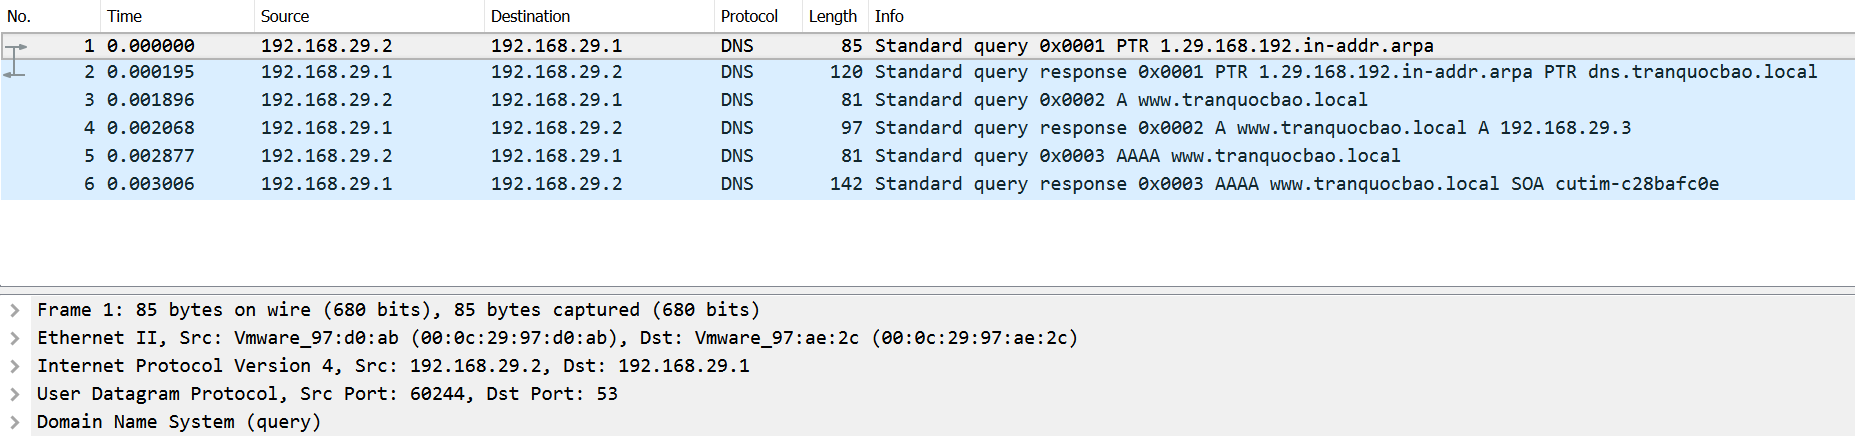 No. Time Source Destination Protocol Length Info
1 0.000000 192.168.29.2 192.168.29.1 DNS 85 Standard query 0x0001 PTR 1.29.168.192.in-addr.arpa
2 0.000195 192.168.29.1 192.168.29.2 DNS 120 Standard query response 0x0001 PTR 1.29.168.192.in-addr.arpa PTR dns.tranquocbao.local
3 0.001896 192.168.29.2 192.168.29.1 DNS 81 Standard query 0x0002 A www.tranquocbao.local
4 0.002068 192.168.29.1 192.168.29.2 DNS 97 Standard query response 0x0002 A www.tranquocbao.local A 192.168.29.3
5 0.002877 192.168.29.2 192.168.29.1 DNS 81 Standard query 0x0003 AAAA www.tranquocbao.local
6 0.003006 192.168.29.1 192.168.29.2 DNS 142 Standard query response 0x0003 AAAA www.tranquocbao.local SOA cutim-c28bafc0e
Frame 1: 85 bytes on wire (680 bits), 85 bytes captured (680 bits)
Ethernet II, Src: Vmware_97:d0:ab (00:0c:29:97:d0:ab), Dst: Vmware_97:ae:2c (00:0c:29:97:ae:2c)
Internet Protocol Version 4, Src: 192.168.29.2, Dst: 192.168.29.1
User Datagram Protocol, Src Port: 60244, Dst Port: 53
Domain Name System (query)